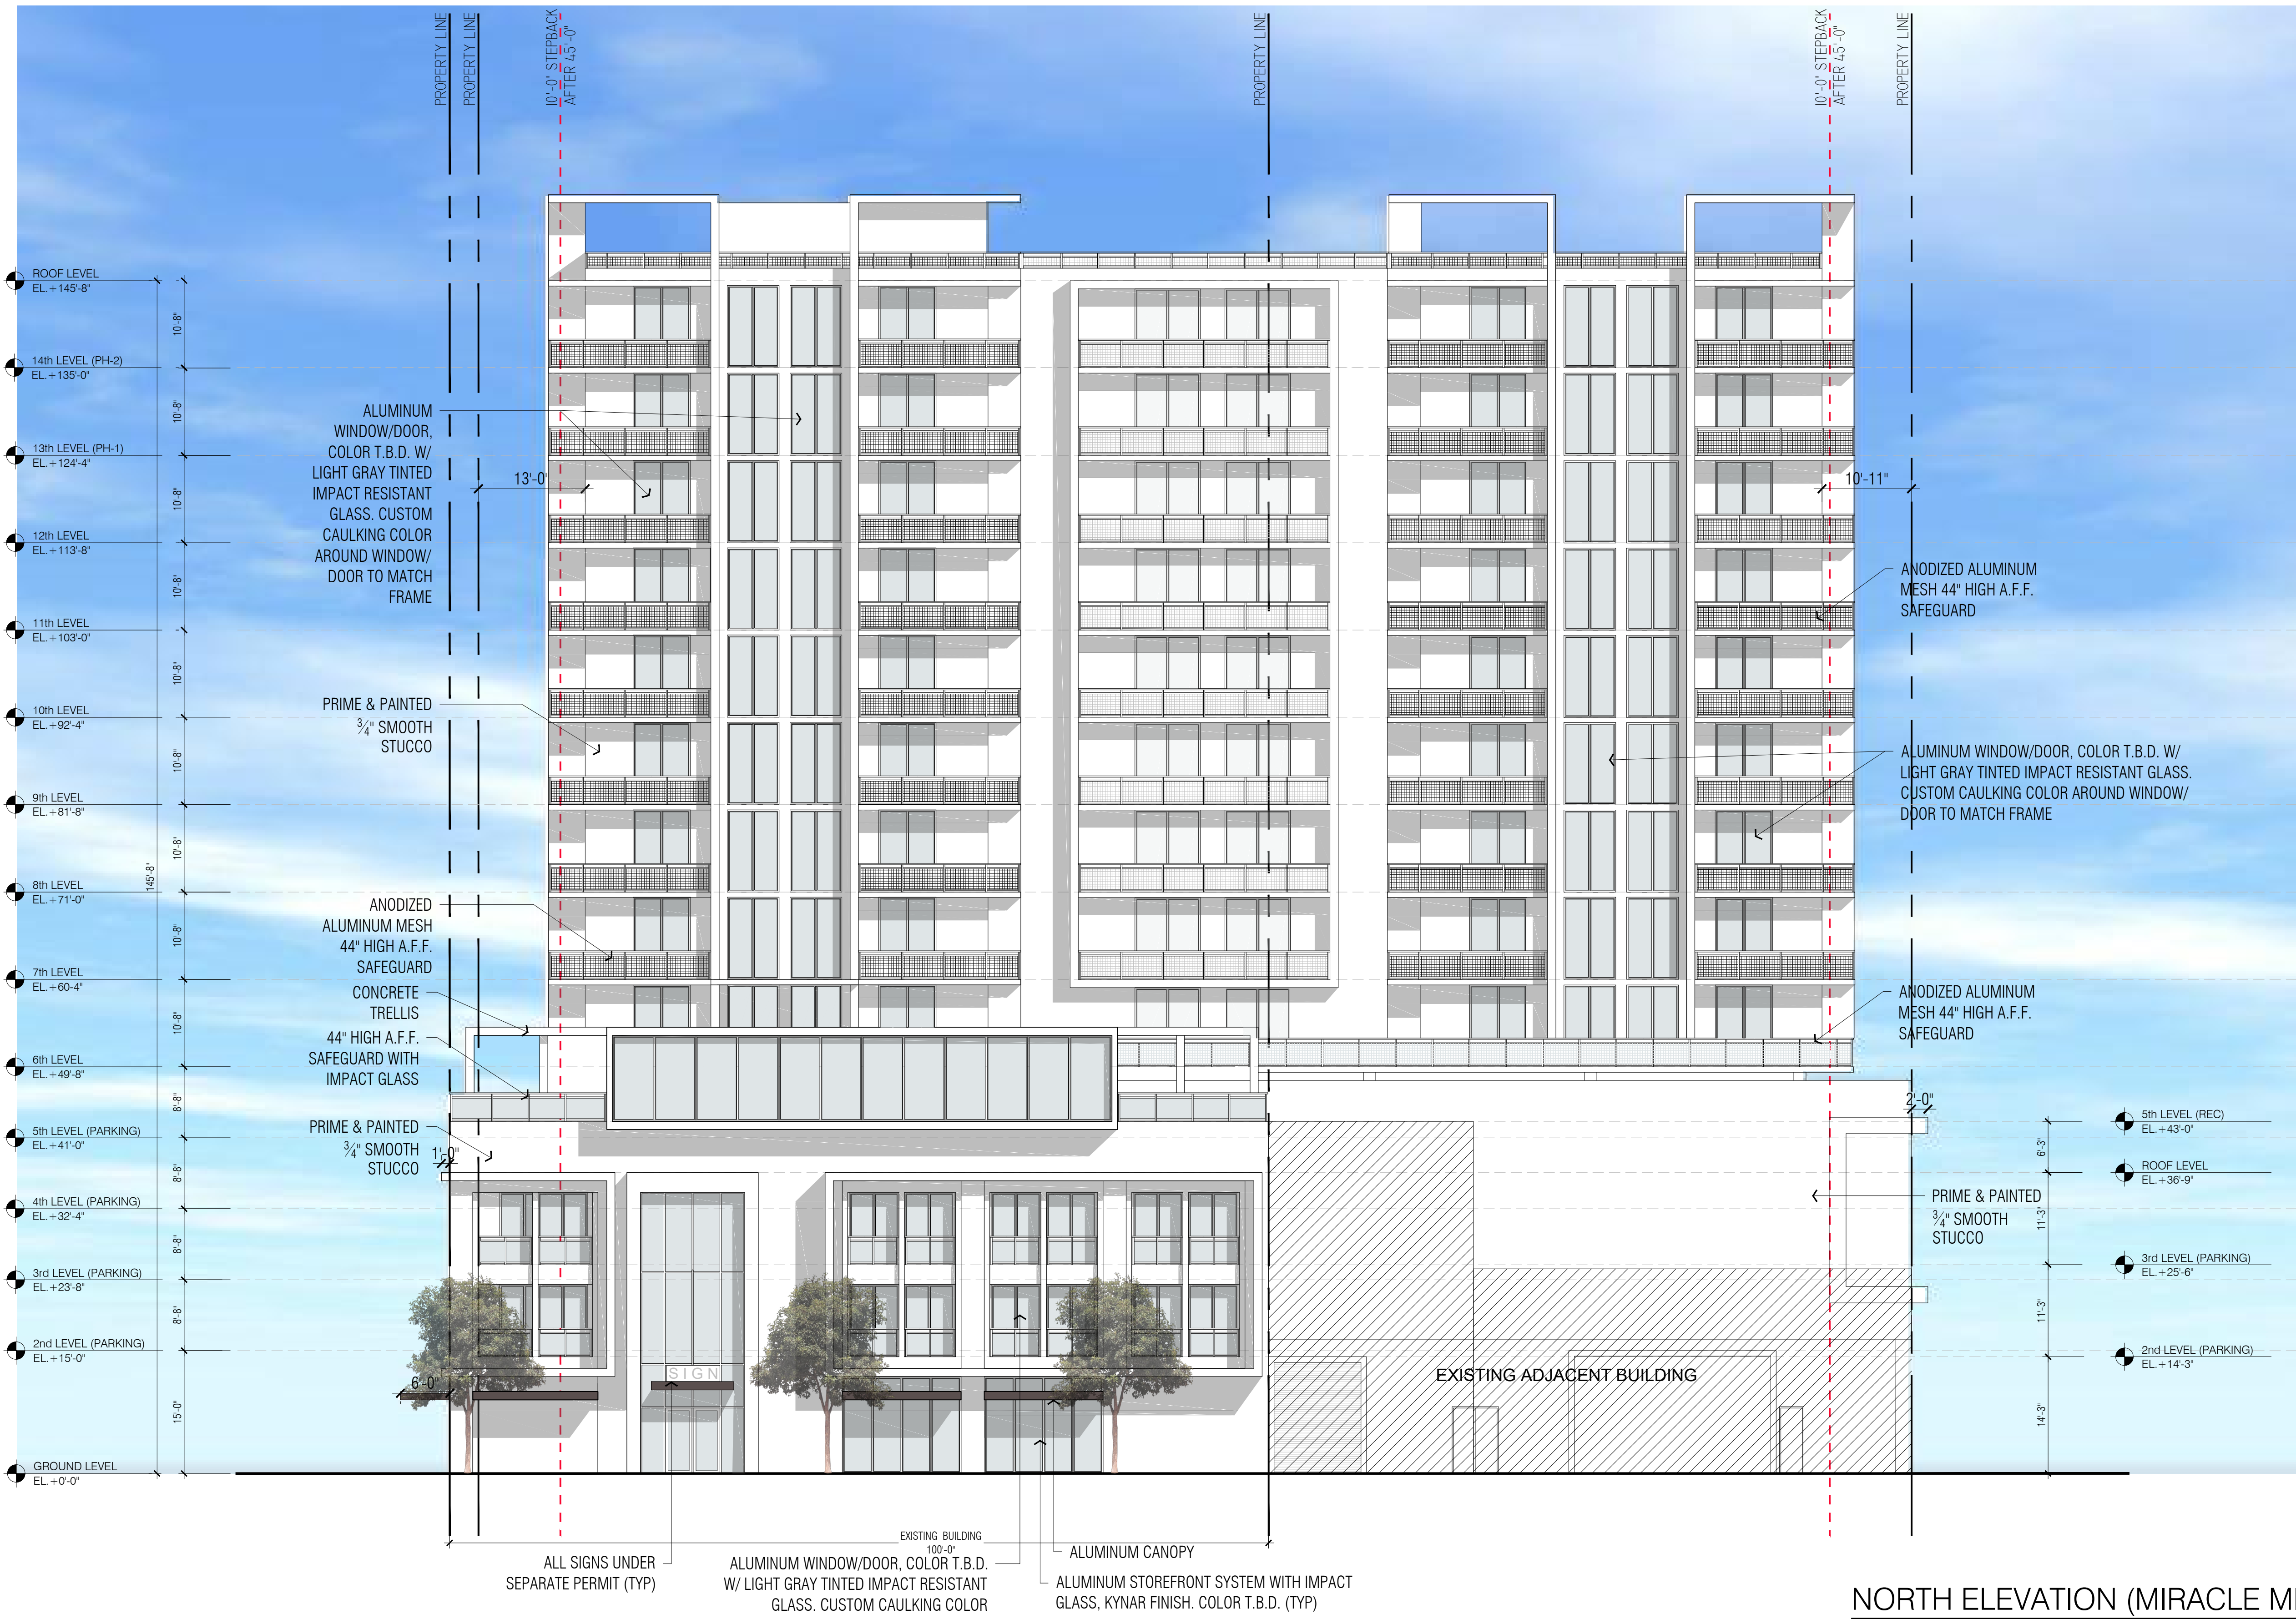 PROPERTY LINE
PROPERTY LINE
10'-0" STEPBACK
AFTER 45'-0"
PROPERTY LINE
10'-0" STEPBACK
AFTER 45'-0"
PROPERTY LINE
ROOF LEVEL
EL.+145'-8"
10'-8"
14th LEVEL (PH-2)
EL.+135'-0"
10'-8"
13th LEVEL (PH-1)
EL.+124'-4"
10'-8"
12th LEVEL
EL.+113'-8"
10'-8"
11th LEVEL
EL.+103'-0"
10'-8"
10th LEVEL
EL.+92'-4"
10'-8"
9th LEVEL
EL.+81'-8"
10'-8"
145'-8"
8th LEVEL
EL.+71'-0"
10'-8"
7th LEVEL
EL.+60-4"
10'-8"
6th LEVEL
EL.+49'-8"
8'-8"
5th LEVEL (PARKING)
EL.+41'-0"
8'-8"
4th LEVEL (PARKING)
EL.+32'-4"
8'-8"
3rd LEVEL (PARKING)
EL.+23'-8"
8'-8"
2nd LEVEL (PARKING)
EL.+15'-0"
15'-0"
GROUND LEVEL
EL.+0'-0"
ALUMINUM
WINDOW/DOOR,
COLOR T.B.D. W/
LIGHT GRAY TINTED
IMPACT RESISTANT
GLASS. CUSTOM
CAULKING COLOR
AROUND WINDOW/
DOOR TO MATCH
FRAME
13'-0"
PRIME & PAINTED
3/4" SMOOTH
STUCCO
ANODIZED
ALUMINUM MESH
44" HIGH A.F.F.
SAFEGUARD
CONCRETE
TRELLIS
44" HIGH A.F.F.
SAFEGUARD WITH
IMPACT GLASS
PRIME & PAINTED
3/4" SMOOTH
STUCCO
1'-0"
6'-0"
SIGN
10'-11"
ANODIZED ALUMINUM
MESH 44" HIGH A.F.F.
SAFEGUARD
ALUMINUM WINDOW/DOOR, COLOR T.B.D. W/
LIGHT GRAY TINTED IMPACT RESISTANT GLASS.
CUSTOM CAULKING COLOR AROUND WINDOW/
DOOR TO MATCH FRAME
ANODIZED ALUMINUM
MESH 44" HIGH A.F.F.
SAFEGUARD
2'-0"
5th LEVEL (REC)
EL.+43'-0"
6'-3"
ROOF LEVEL
EL.+36'-9"
PRIME & PAINTED
3/4" SMOOTH
STUCCO
11'-3"
3rd LEVEL (PARKING)
EL.+25'-6"
11'-3"
2nd LEVEL (PARKING)
EL.+14'-3"
14'-3"
EXISTING ADJACENT BUILDING
EXISTING BUILDING
100'-0"
ALL SIGNS UNDER
SEPARATE PERMIT (TYP)
ALUMINUM WINDOW/DOOR, COLOR T.B.D.
W/ LIGHT GRAY TINTED IMPACT RESISTANT
GLASS. CUSTOM CAULKING COLOR
ALUMINUM CANOPY
ALUMINUM STOREFRONT SYSTEM WITH IMPACT
GLASS, KYNAR FINISH. COLOR T.B.D. (TYP)
NORTH ELEVATION (MIRACLE